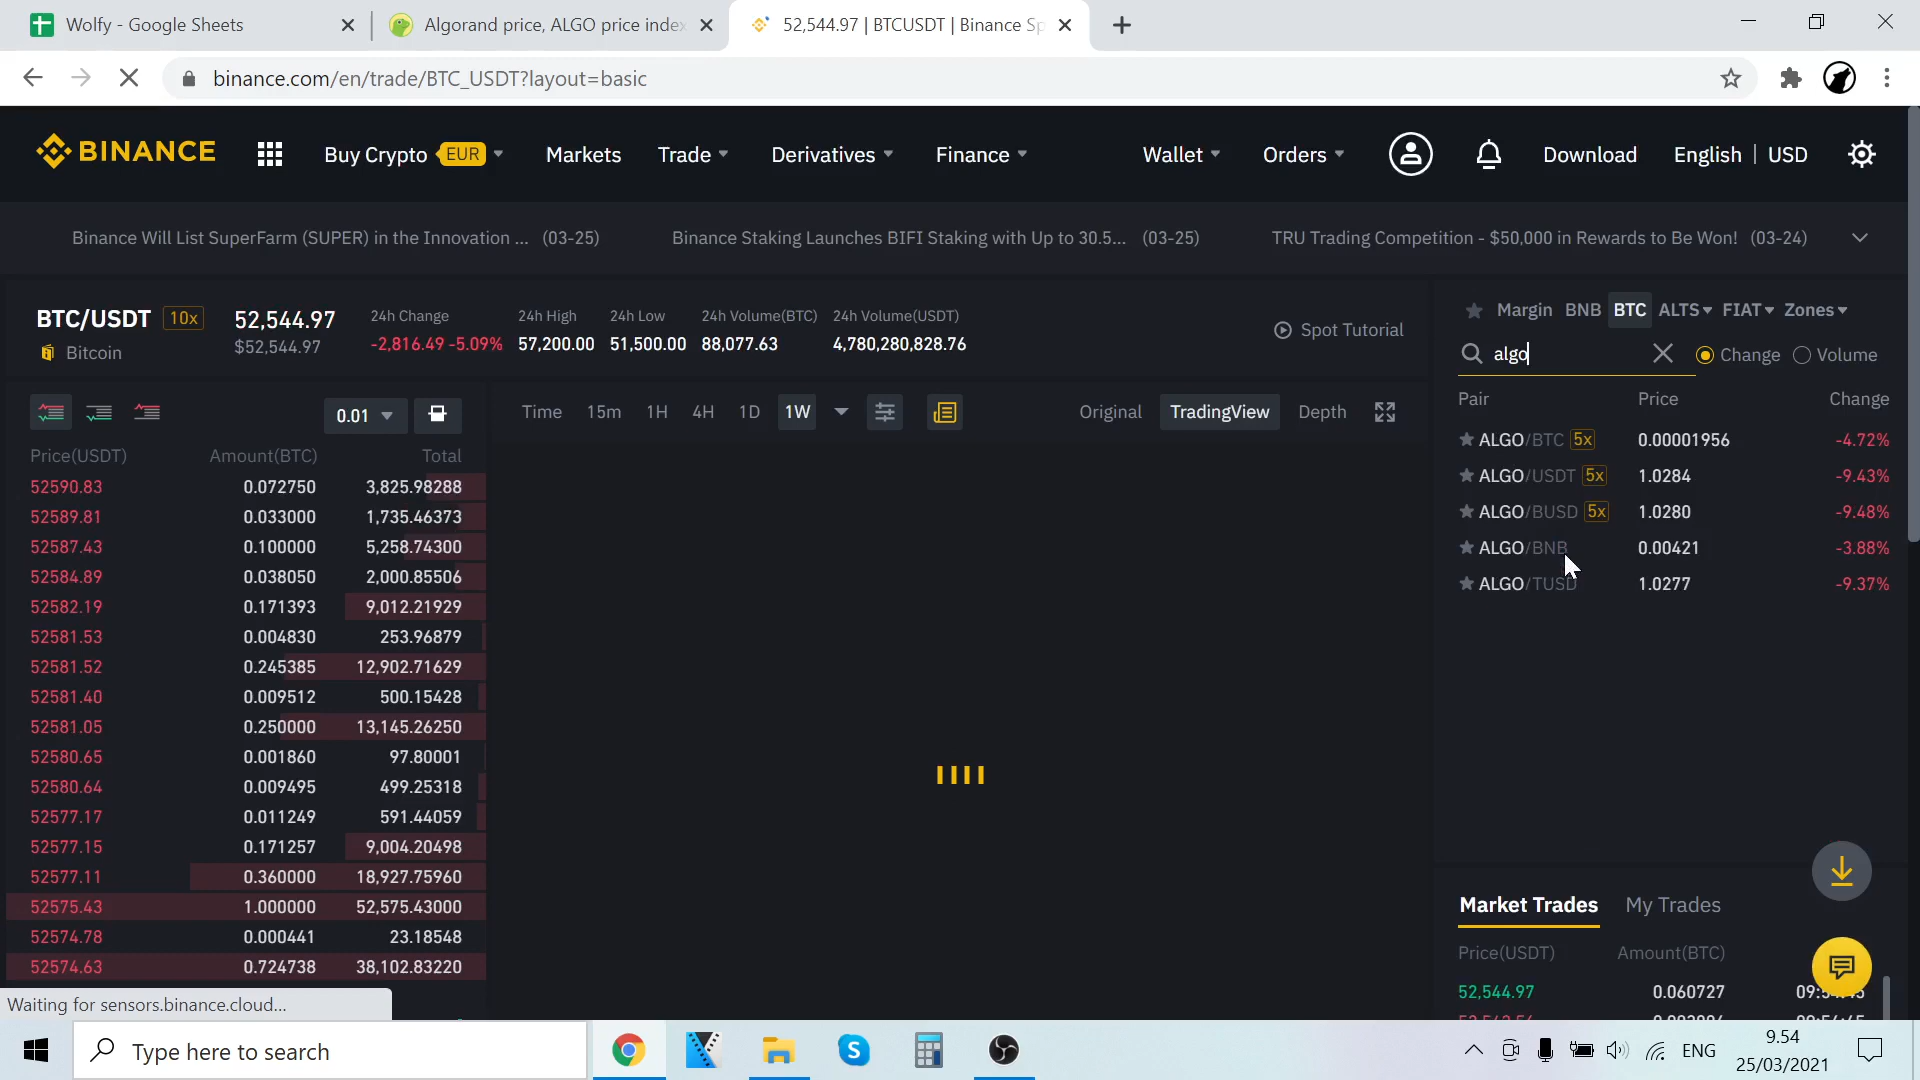 Wolfy - Google Sheets
Algorand price, ALGO price index
52,544.97 | BTCUSDT | Binance Sp
binance.com/en/trade/BTC_USDT?layout=basic
BINANCE
Buy Crypto EUR
Markets
Trade
Derivatives
Finance
Wallet
Orders
Download
English | USD
Binance Will List SuperFarm (SUPER) in the Innovation ... (03-25)
Binance Staking Launches BIFI Staking with Up to 30.5... (03-25)
TRU Trading Competition - $50,000 in Rewards to Be Won! (03-24)
BTC/USDT 10x
Bitcoin
52,544.97
$52,544.97
24h Change
-2,816.49 -5.09%
24h High
57,200.00
24h Low
51,500.00
24h Volume(BTC)
88,077.63
24h Volume(USDT)
4,780,280,828.76
Spot Tutorial
Margin BNB BTC ALTS FIAT Zones
algo
Change Volume
Pair Price Change
ALGO/BTC 5x 0.00001956 -4.72%
ALGO/USDT 5x 1.0284 -9.43%
ALGO/BUSD 5x 1.0280 -9.48%
ALGO/BNB 0.00421 -3.88%
ALGO/TUSD 1.0277 -9.37%
0.01
Time 15m 1H 4H 1D 1W
Original TradingView Depth
Price(USDT) Amount(BTC) Total
52590.83 0.072750 3,825.98288
52589.81 0.033000 1,735.46373
52587.43 0.100000 5,258.74300
52584.89 0.038050 2,000.85506
52582.19 0.171393 9,012.21929
52581.53 0.004830 253.96879
52581.52 0.245385 12,902.71629
52581.40 0.009512 500.15428
52581.05 0.250000 13,145.26250
52580.65 0.001860 97.80001
52580.64 0.009495 499.25318
52577.17 0.011249 591.44059
52577.15 0.171257 9,004.20498
52577.11 0.360000 18,927.75960
52575.43 1.000000 52,575.43000
52574.78 0.000441 23.18548
52574.63 0.724738 38,102.83220
Market Trades My Trades
Price(USDT) Amount(BTC)
52,544.97 0.060727
Waiting for sensors.binance.cloud...
Type here to search
ENG
9.54
25/03/2021